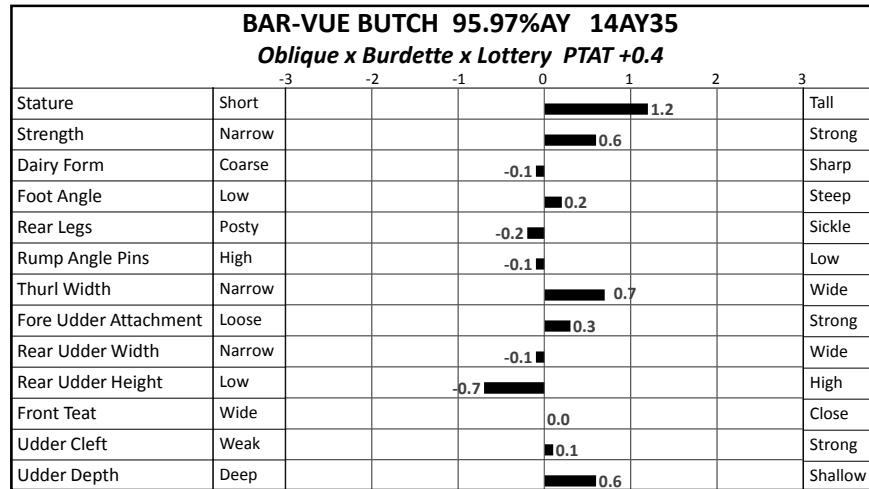 BAR-VUE BUTCH 95.97%AY 14AY35
Oblique x Burdette x Lottery PTAT +0.4
-3 -2 -1 0 1 2 3
Stature Short 1.2 Tall
Strength Narrow 0.6 Strong
Dairy Form Coarse -0.1 Sharp
Foot Angle Low 0.2 Steep
Rear Legs Posty -0.2 Sickle
Rump Angle Pins High -0.1 Low
Thurl Width Narrow 0.7 Wide
Fore Udder Attachment Loose 0.3 Strong
Rear Udder Width Narrow -0.1 Wide
Rear Udder Height Low -0.7 High
Front Teat Wide 0.0 Close
Udder Cleft Weak 0.1 Strong
Udder Depth Deep 0.6 Shallow